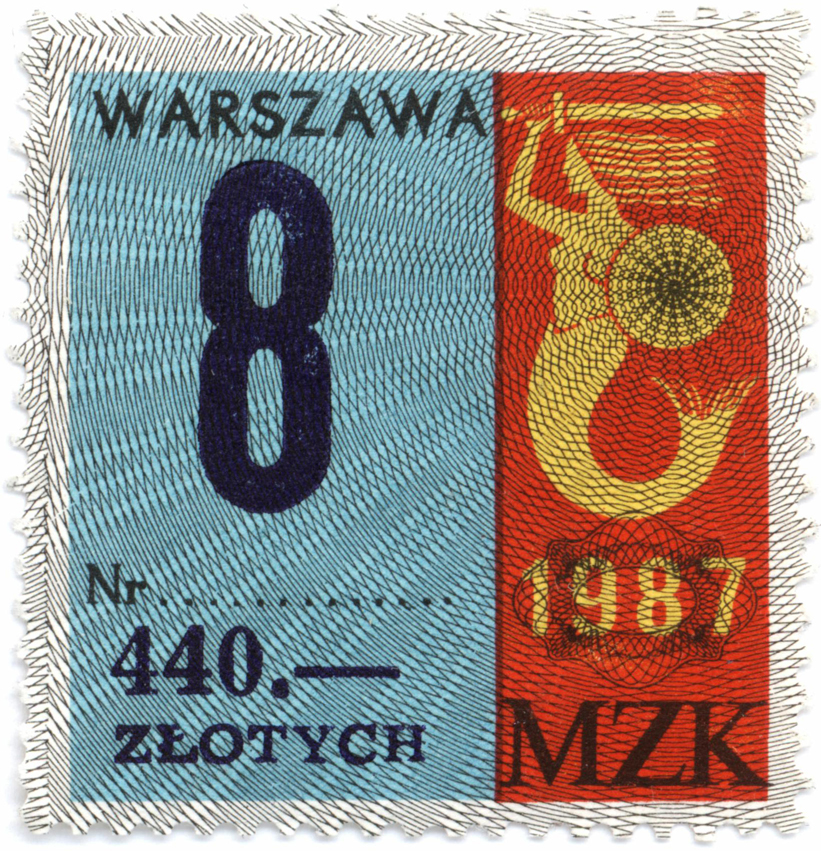 WARSZAWA
8
Nr..............
440.—
ZŁOTYCH
1987
MZK